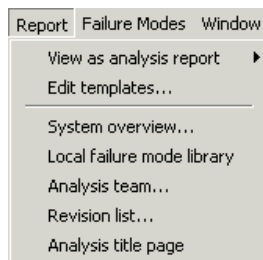 Report Failure Modes Window
View as analysis report
Edit templates...
System overview...
Local failure mode library
Analysis team...
Revision list...
Analysis title page